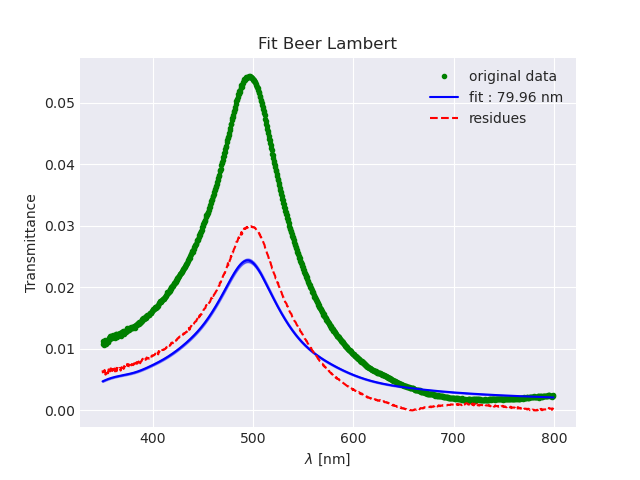 Fit Beer Lambert
original data
fit : 79.96 nm
residues
Transmittance
0.05
0.04
0.03
0.02
0.01
0.00
400 500 600 700 800
λ [nm]